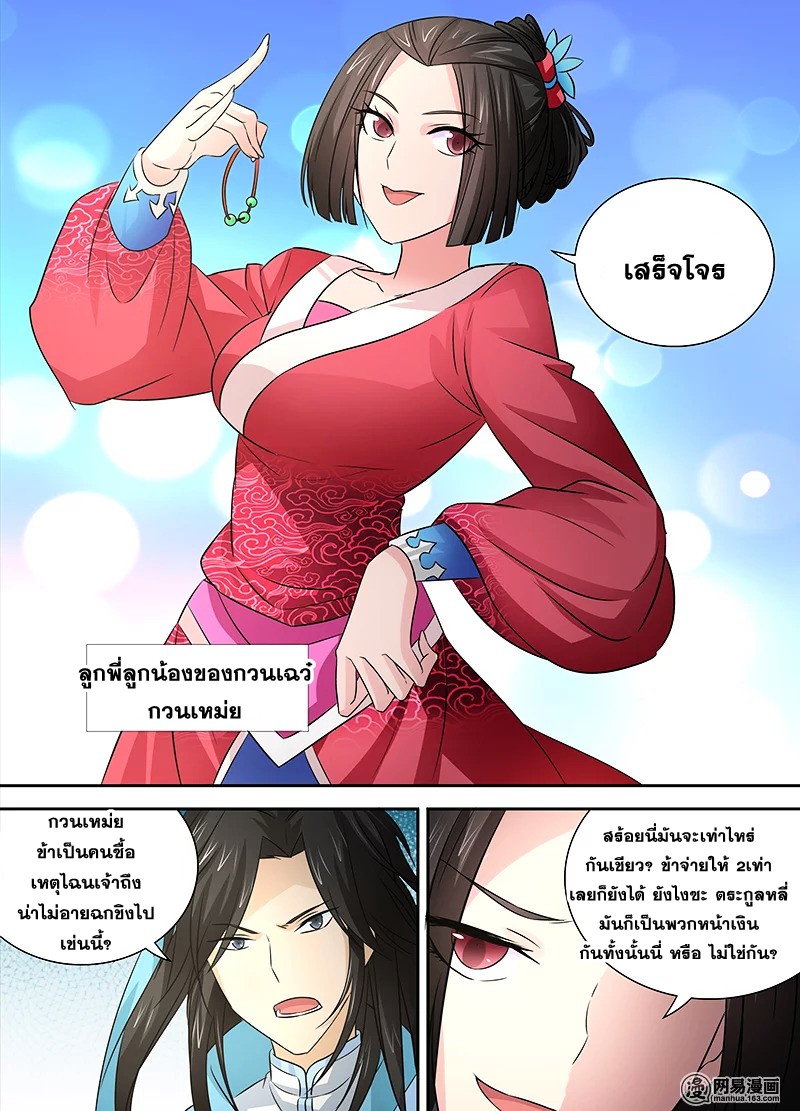 เสร็จโจร
ลูกพี่ลูกน้องของกวนเฉว๋
กวนเหม่ย
กวนเหม่ย
ข้าเป็นคนซื้อ
เหตุไฉนเจ้าถึง
น่าไม่อายฉกชิงไป
เช่นนี้?
สร้อยนี่มันจะเท่าไหร่
กันเชียว? ข้าจ่ายให้ 2เท่า
เลยก็ยังได้ ยังไงซะ ตระกูลหลี่
มันก็เป็นพวกหน้าเงิน
กันทั้งนั้นนี่ หรือ ไม่ใช่กัน?
漫 网易漫画
manhua.163.com